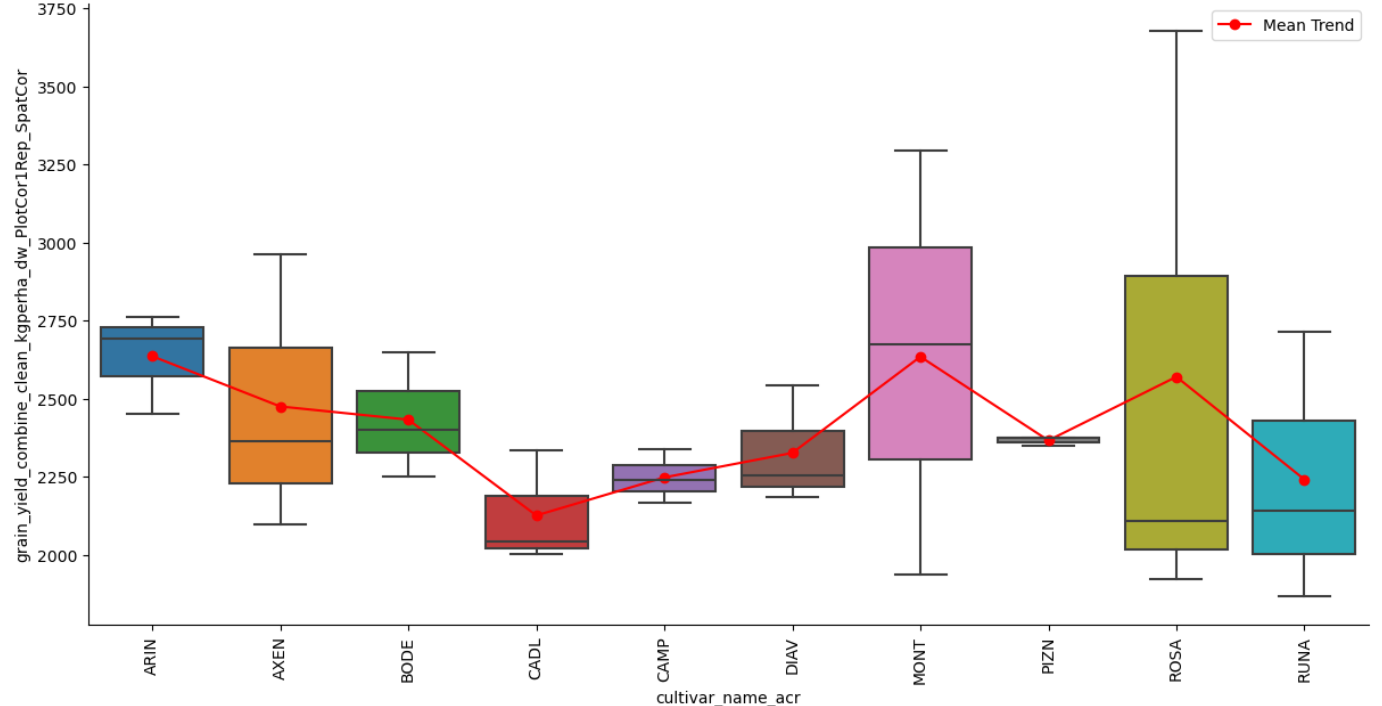 Mean Trend
grain_yield_combine_clean_kgperha_dw_PlotCor1Rep_SpatCor
3750
3500
3250
3000
2750
2500
2250
2000
ARIN
AXEN
BODE
CADL
CAMP
DIAV
MONT
PIZN
ROSA
RUNA
cultivar_name_acr